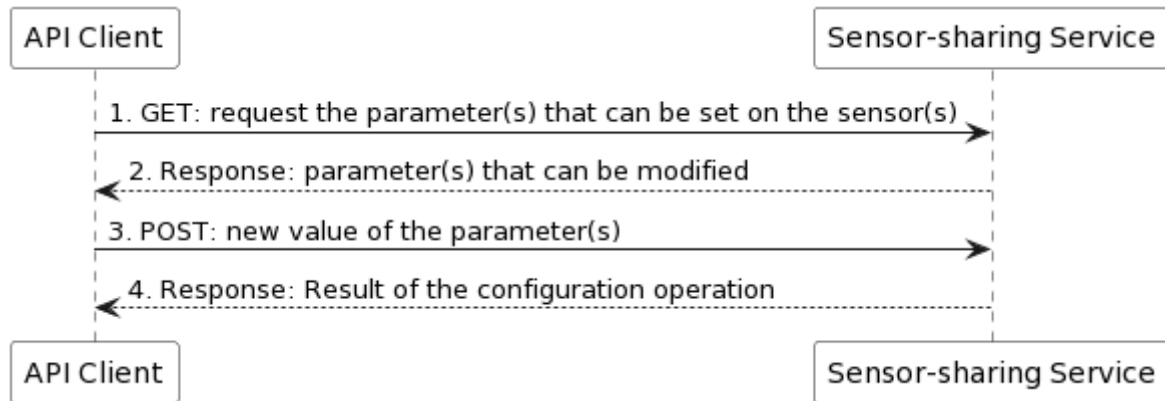 API Client
Sensor-sharing Service
1. GET: request the parameter(s) that can be set on the sensor(s)
2. Response: parameter(s) that can be modified
3. POST: new value of the parameter(s)
4. Response: Result of the configuration operation
API Client
Sensor-sharing Service